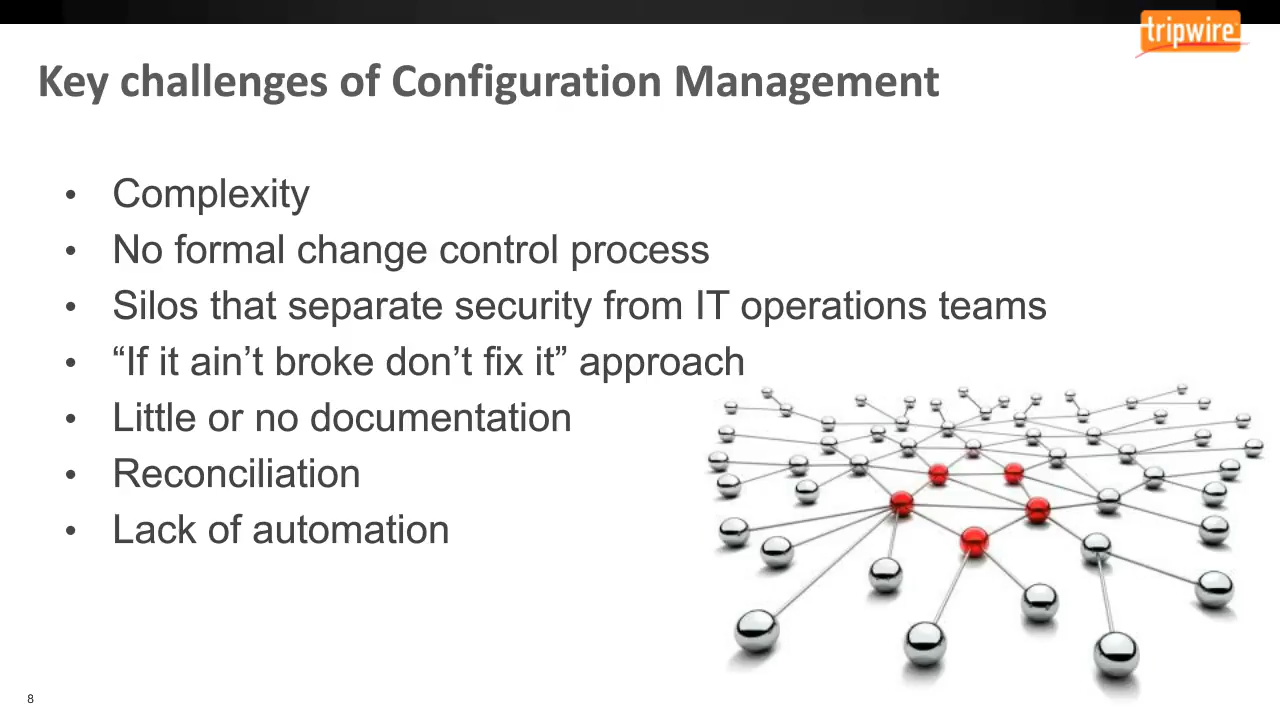 tripwire
Key challenges of Configuration Management
• Complexity
• No formal change control process
• Silos that separate security from IT operations teams
• “If it ain’t broke don’t fix it” approach
• Little or no documentation
• Reconciliation
• Lack of automation
8